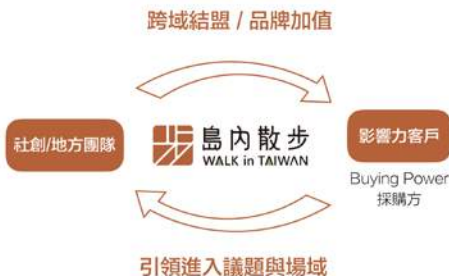 跨域結盟 / 品牌加值
社創/地方團隊
島內散步
WALK in TAIWAN
影響力客戶
Buying Power
採購方
引領進入議題與場域